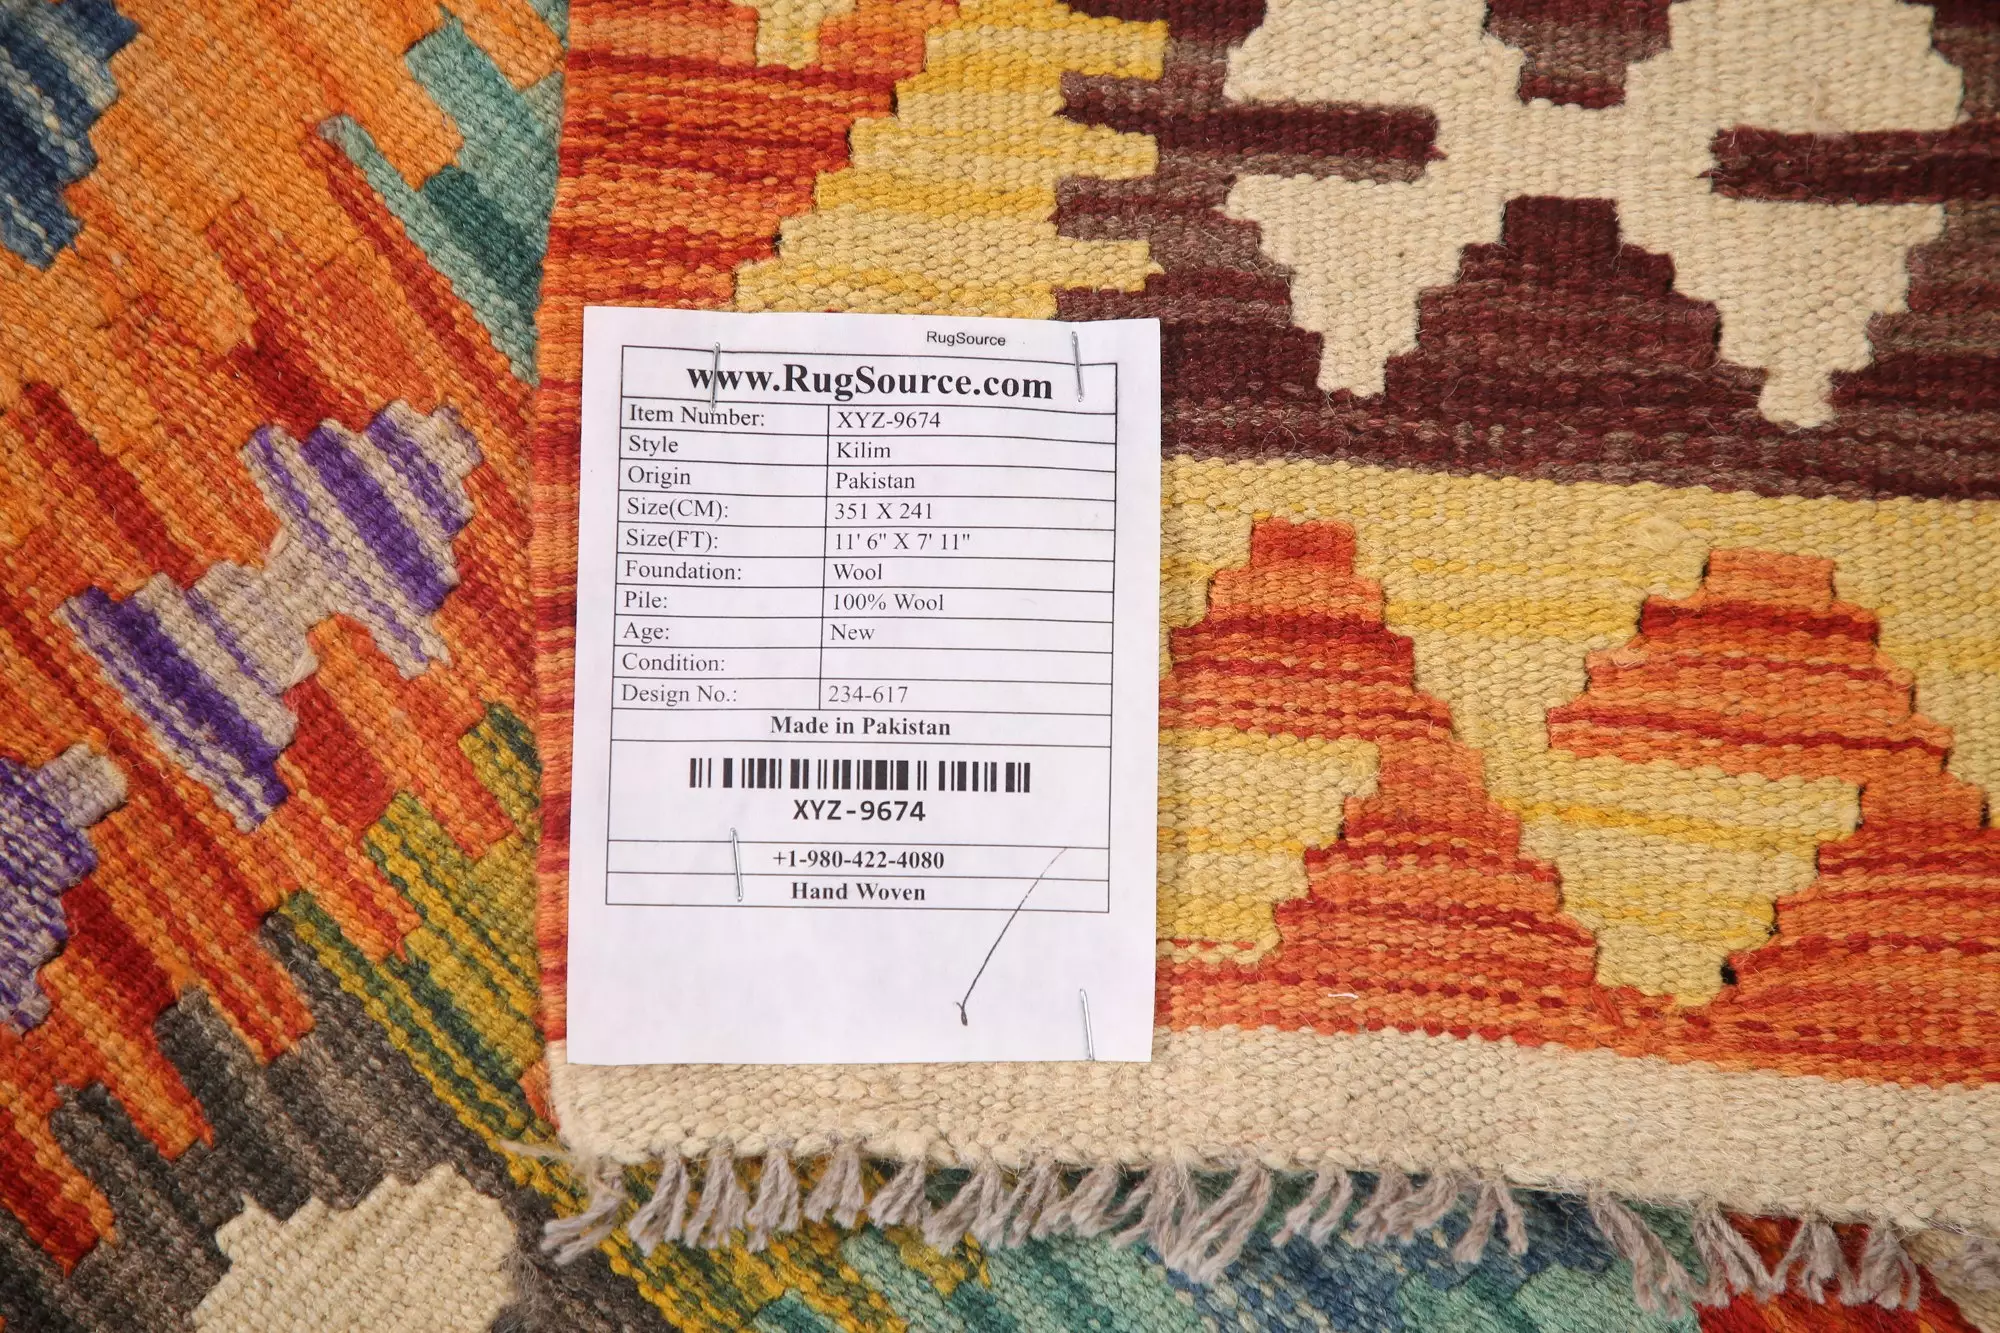 RugSource
www.RugSource.com
Item Number: XYZ-9674
Style Kilim
Origin Pakistan
Size(CM): 351 X 241
Size(FT): 11' 6" X 7' 11"
Foundation: Wool
Pile: 100% Wool
Age: New
Condition:
Design No.: 234-617
Made in Pakistan
XYZ-9674
+1-980-422-4080
Hand Woven